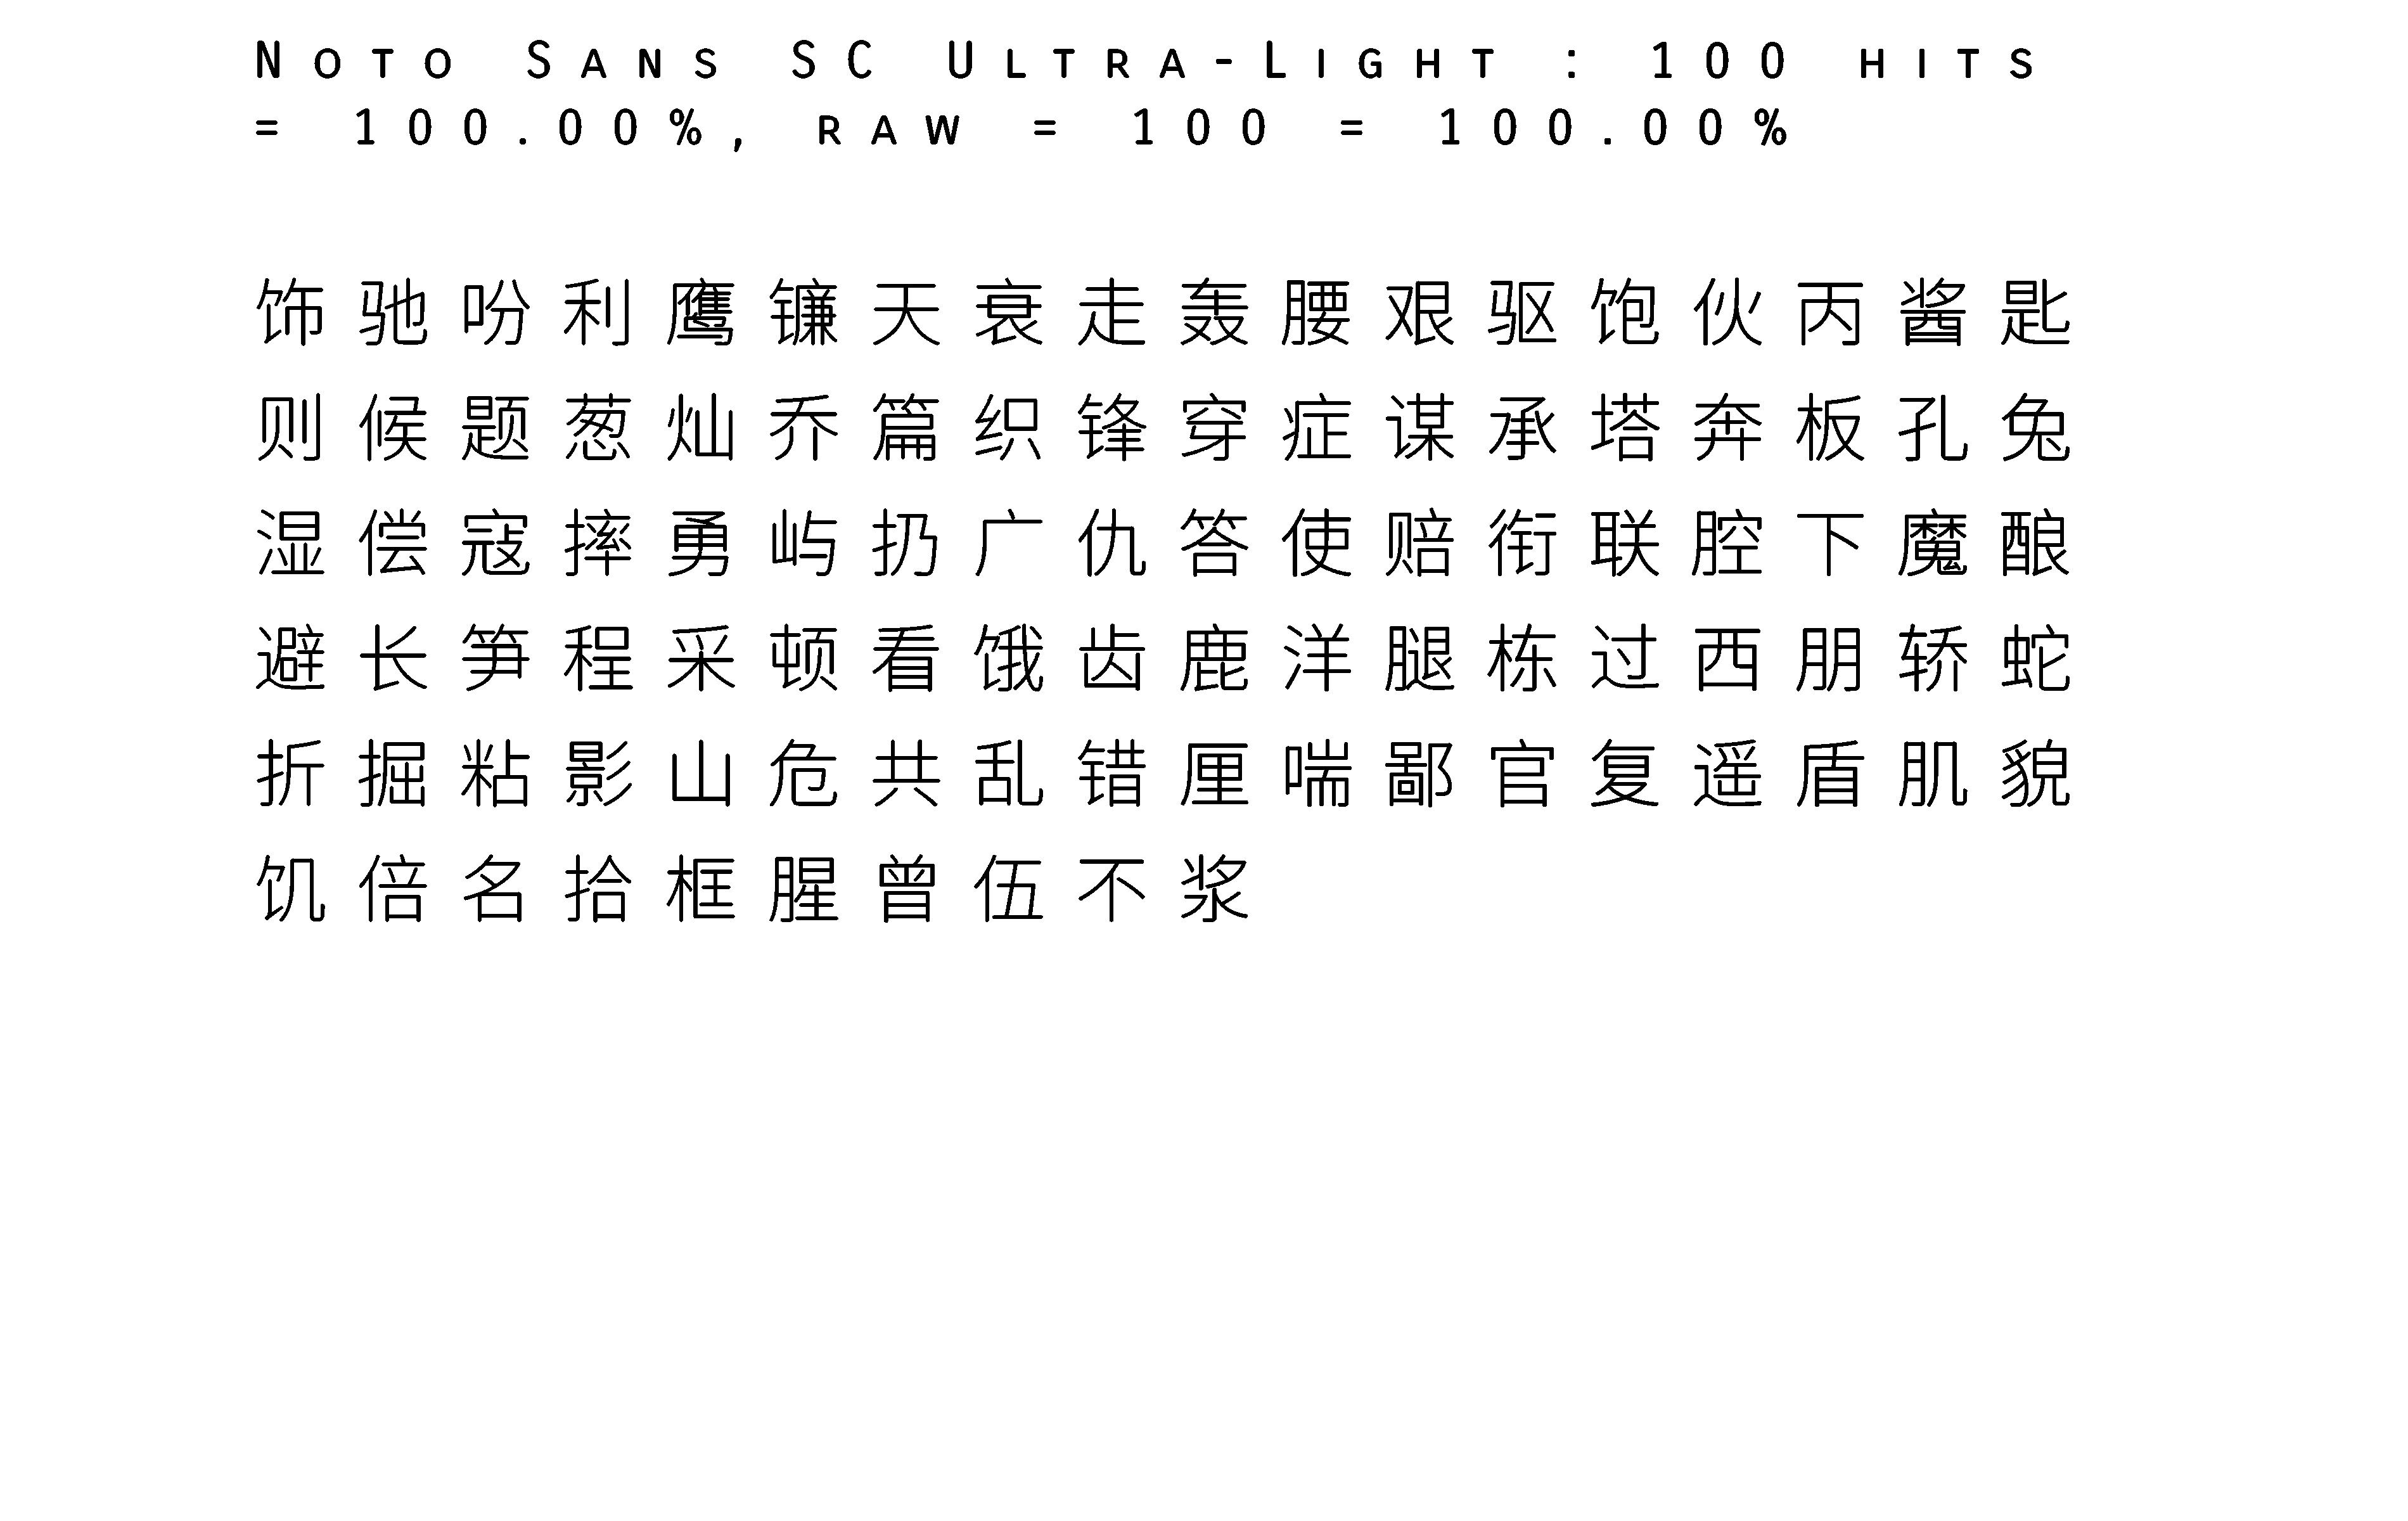 Noto Sans SC Ultra-Light : 100 hits
= 100.00%, raw = 100 = 100.00%
饰驰吩利鹰镰天衰走轰腰艰驱饱伙丙酱匙
则候题葱灿乔篇织锋穿症谋承塔奔板孔兔
湿偿寇摔勇屿扔广仇答使赔衔联腔下魔酿
避长笋程采顿看饿齿鹿洋腿栋过西朋轿蛇
折掘粘影山危共乱错厘喘鄙官复遥盾肌貌
饥倍名拾框腥曾伍不浆